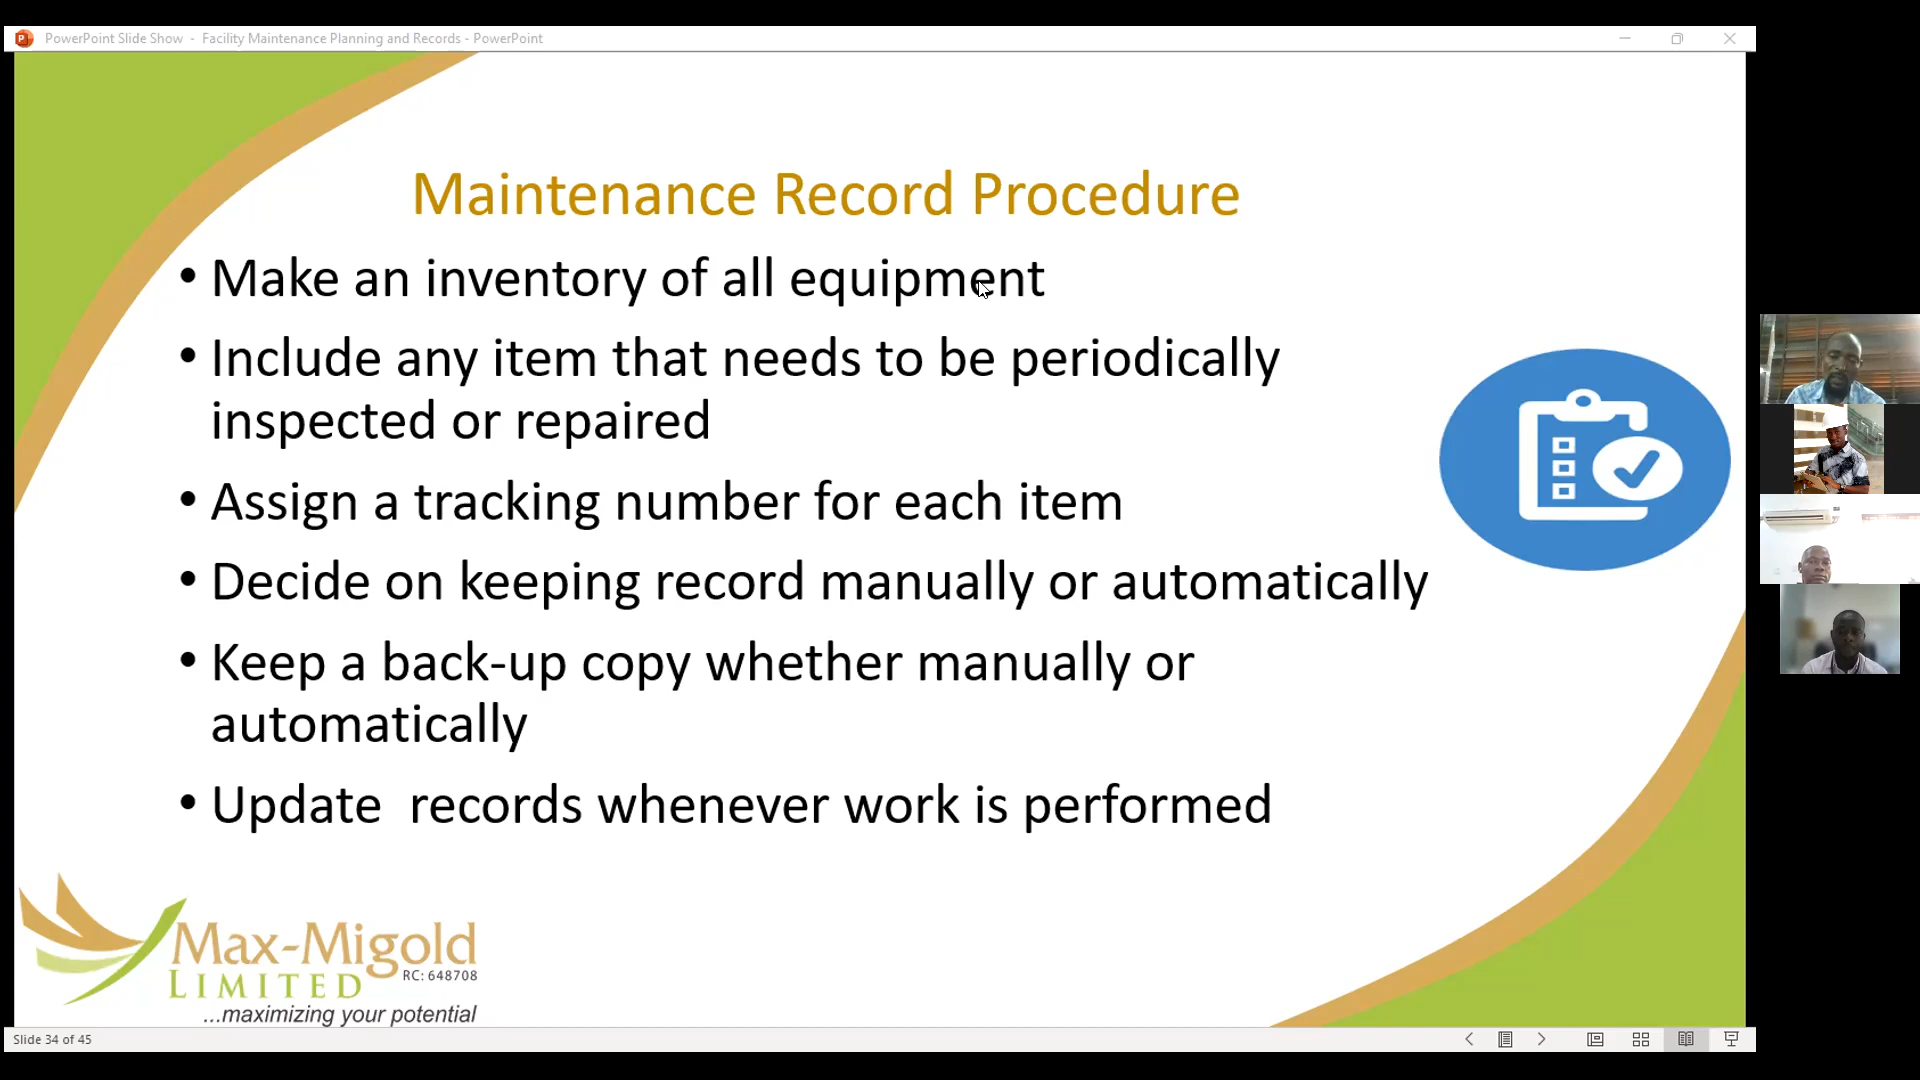 PowerPoint Slide Show - Facility Maintenance Planning and Records - PowerPoint
Maintenance Record Procedure
• Make an inventory of all equipment
• Include any item that needs to be periodically
inspected or repaired
• Assign a tracking number for each item
• Decide on keeping record manually or automatically
• Keep a back-up copy whether manually or
automatically
• Update  records whenever work is performed
Max-Migold
LIMITED
RC: 648708
...maximizing your potential
Slide 34 of 45